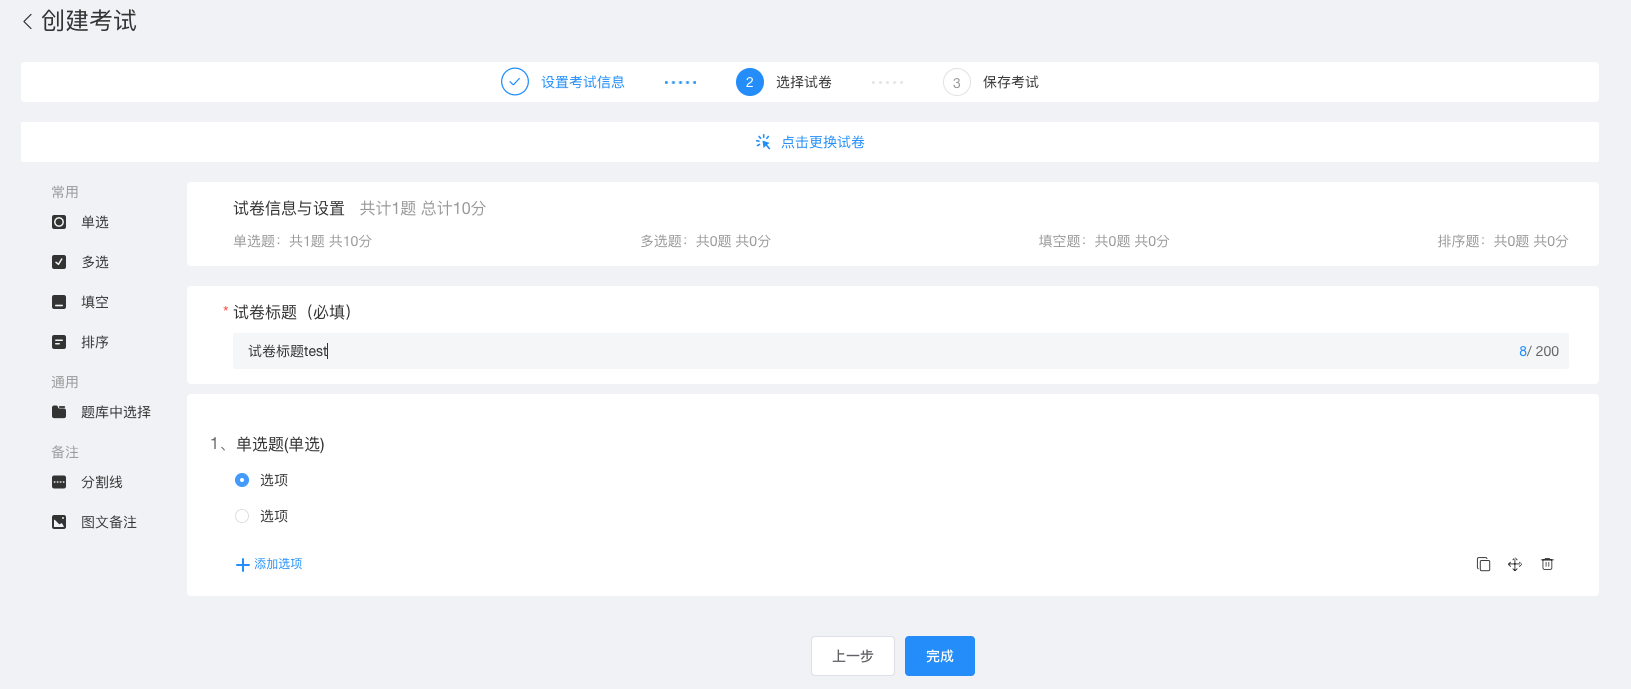 创建考试
设置考试信息
2 选择试卷
3 保存考试
点击更换试卷
常用
单选
多选
填空
排序
通用
题库中选择
备注
分割线
图文备注
试卷信息与设置 共计1题 总计10分
单选题：共1题 共10分 多选题：共0题 共0分 填空题：共0题 共0分 排序题：共0题 共0分
* 试卷标题（必填）
试卷标题test 8/ 200
1、单选题(单选)
选项
选项
添加选项
上一步 完成